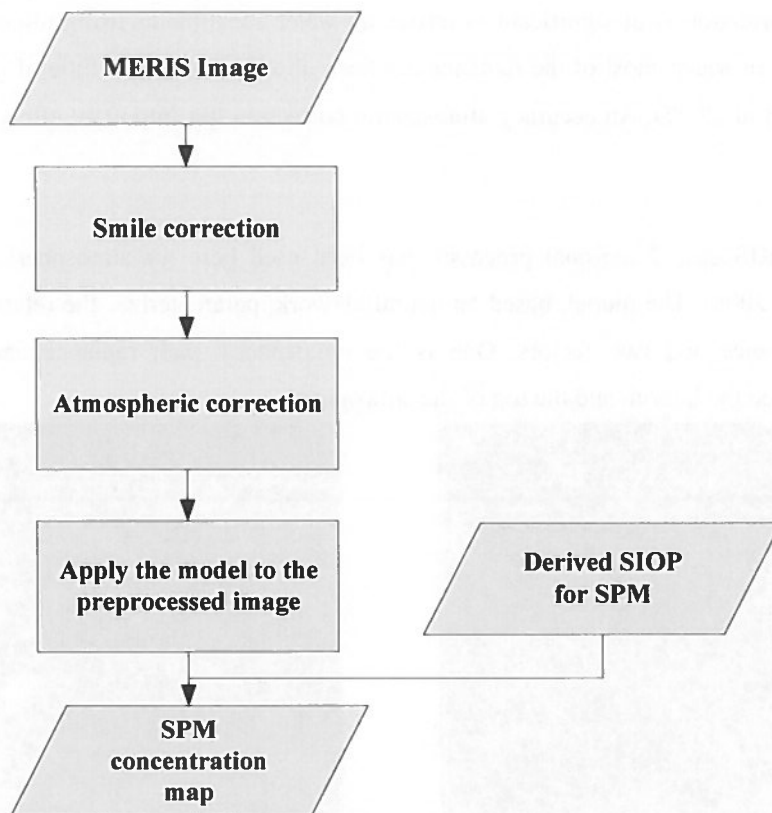 MERIS Image
Smile correction
Atmospheric correction
Apply the model to the
preprocessed image
Derived SIOP
for SPM
SPM
concentration
map